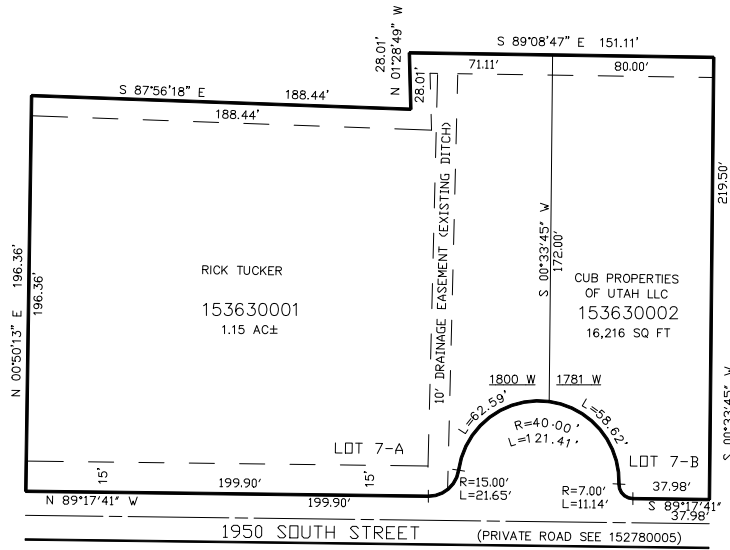 S 89°08'47" E 151.11'
28.01'
N 01°28'49" W
28.01'
71.11'
80.00'
S 87°56'18" E 188.44'
188.44'
N 00°50'13" E 196.36'
196.36'
RICK TUCKER
153630001
1.15 AC±
10' DRAINAGE EASEMENT (EXISTING DITCH)
S 00°33'45" W
172.00'
219.50'
S 00°33'45" W
CUB PROPERTIES
OF UTAH LLC
153630002
16,216 SQ FT
1800 W
1781 W
L=62.59'
R=40.00'
L=121.41'
L=58.62'
LOT 7-A
LOT 7-B
15'
15'
199.90'
R=15.00'
L=21.65'
R=7.00'
L=11.14'
37.98'
N 89°17'41" W
199.90'
S 89°17'41"
37.98'
1950 SOUTH STREET
(PRIVATE ROAD SEE 152780005)